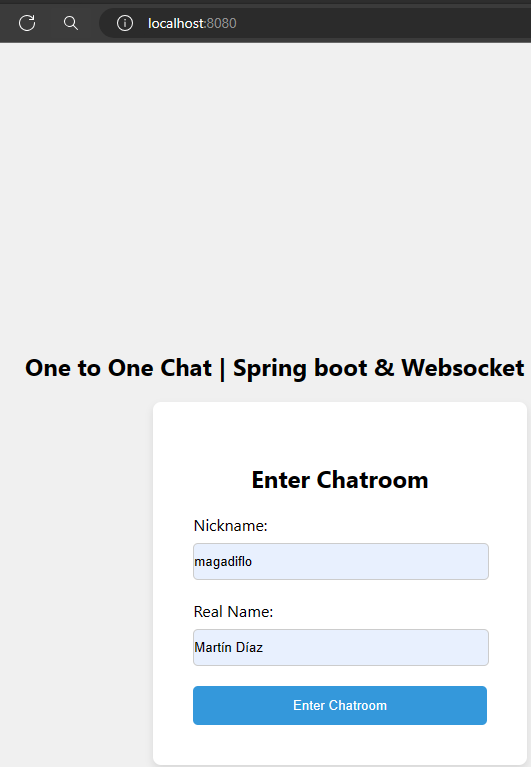 localhost:8080
One to One Chat | Spring boot & Websocket
Enter Chatroom
Nickname:
magadiflo
Real Name:
Martín Díaz
Enter Chatroom